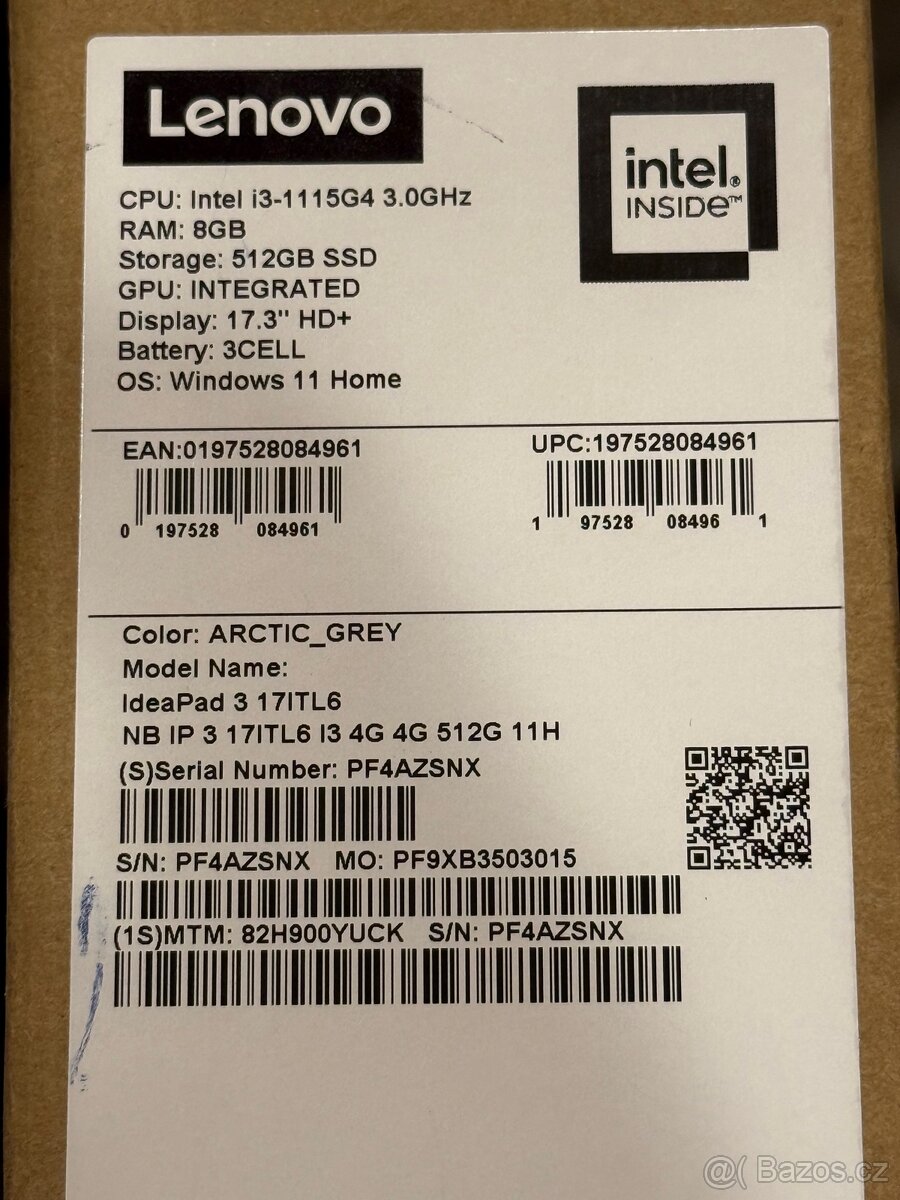 Lenovo
intel®
INSIDE™
CPU: Intel i3-1115G4 3.0GHz
RAM: 8GB
Storage: 512GB SSD
GPU: INTEGRATED
Display: 17.3" HD+
Battery: 3CELL
OS: Windows 11 Home
EAN:0197528084961
0 197528 084961
UPC:197528084961
1 97528 08496 1
Color: ARCTIC_GREY
Model Name:
IdeaPad 3 17ITL6
NB IP 3 17ITL6 I3 4G 4G 512G 11H
(S)Serial Number: PF4AZSNX
S/N: PF4AZSNX MO: PF9XB3503015
(1S)MTM: 82H900YUCK S/N: PF4AZSNX
@( Bazos.cz